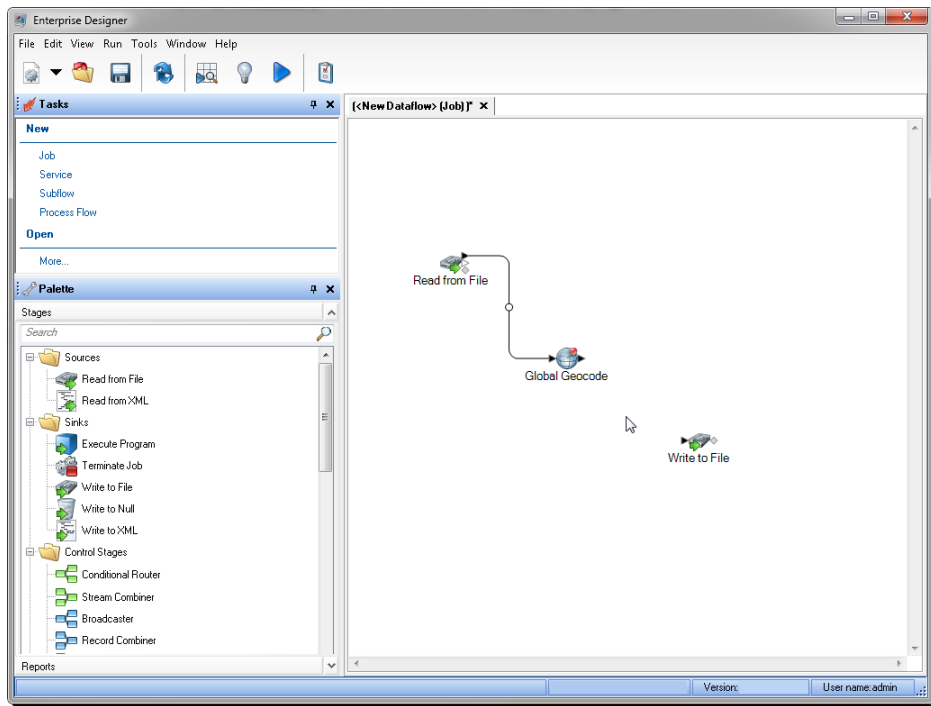 Enterprise Designer
File Edit View Run Tools Window Help
Tasks
New
Job
Service
Subflow
Process Flow
Open
More...
Palette
Stages
Search
Sources
Read from File
Read from XML
Sinks
Execute Program
Terminate Job
Write to File
Write to Null
Write to XML
Control Stages
Conditional Router
Stream Combiner
Broadcaster
Record Combiner
Reports
(<New Dataflow> (Job))*
Read from File
Global Geocode
Write to File
Version: User name: admin